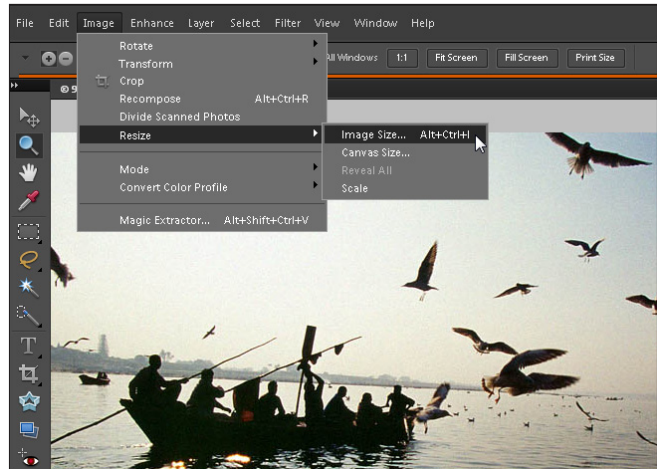 File Edit Image Enhance Layer Select Filter View Window Help
All Windows 1:1 Fit Screen Fill Screen Print Size
Rotate
Transform
Crop
Recompose Alt+Ctrl+R
Divide Scanned Photos
Resize
Image Size... Alt+Ctrl+I
Canvas Size...
Reveal All
Scale
Mode
Convert Color Profile
Magic Extractor... Alt+Shift+Ctrl+V